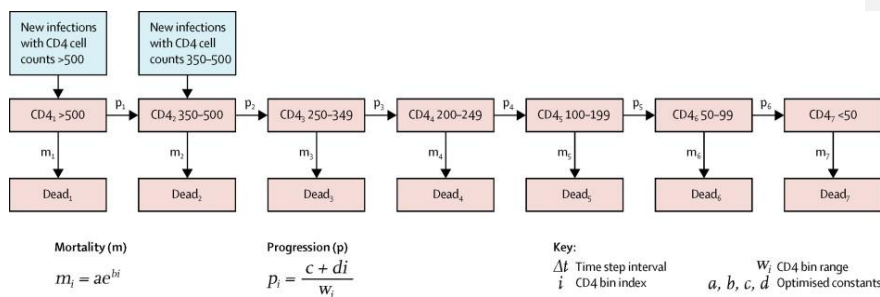 New infections
with CD4 cell
counts >500
New infections
with CD4 cell
counts 350–500
CD4₁ >500
p₁
CD4₂ 350–500
p₂
CD4₃ 250–349
p₃
CD4₄ 200–249
p₄
CD4₅ 100–199
p₅
CD4₆ 50–99
p₆
CD4₇ <50
m₁
m₂
m₃
m₄
m₅
m₆
m₇
Dead₁
Dead₂
Dead₃
Dead₄
Dead₅
Dead₆
Dead₇
Mortality (m)
mᵢ = ae^{bi}
Progression (p)
pᵢ = (c + di) / wᵢ
Key:
Δt Time step interval
i CD4 bin index
wᵢ CD4 bin range
a, b, c, d Optimised constants